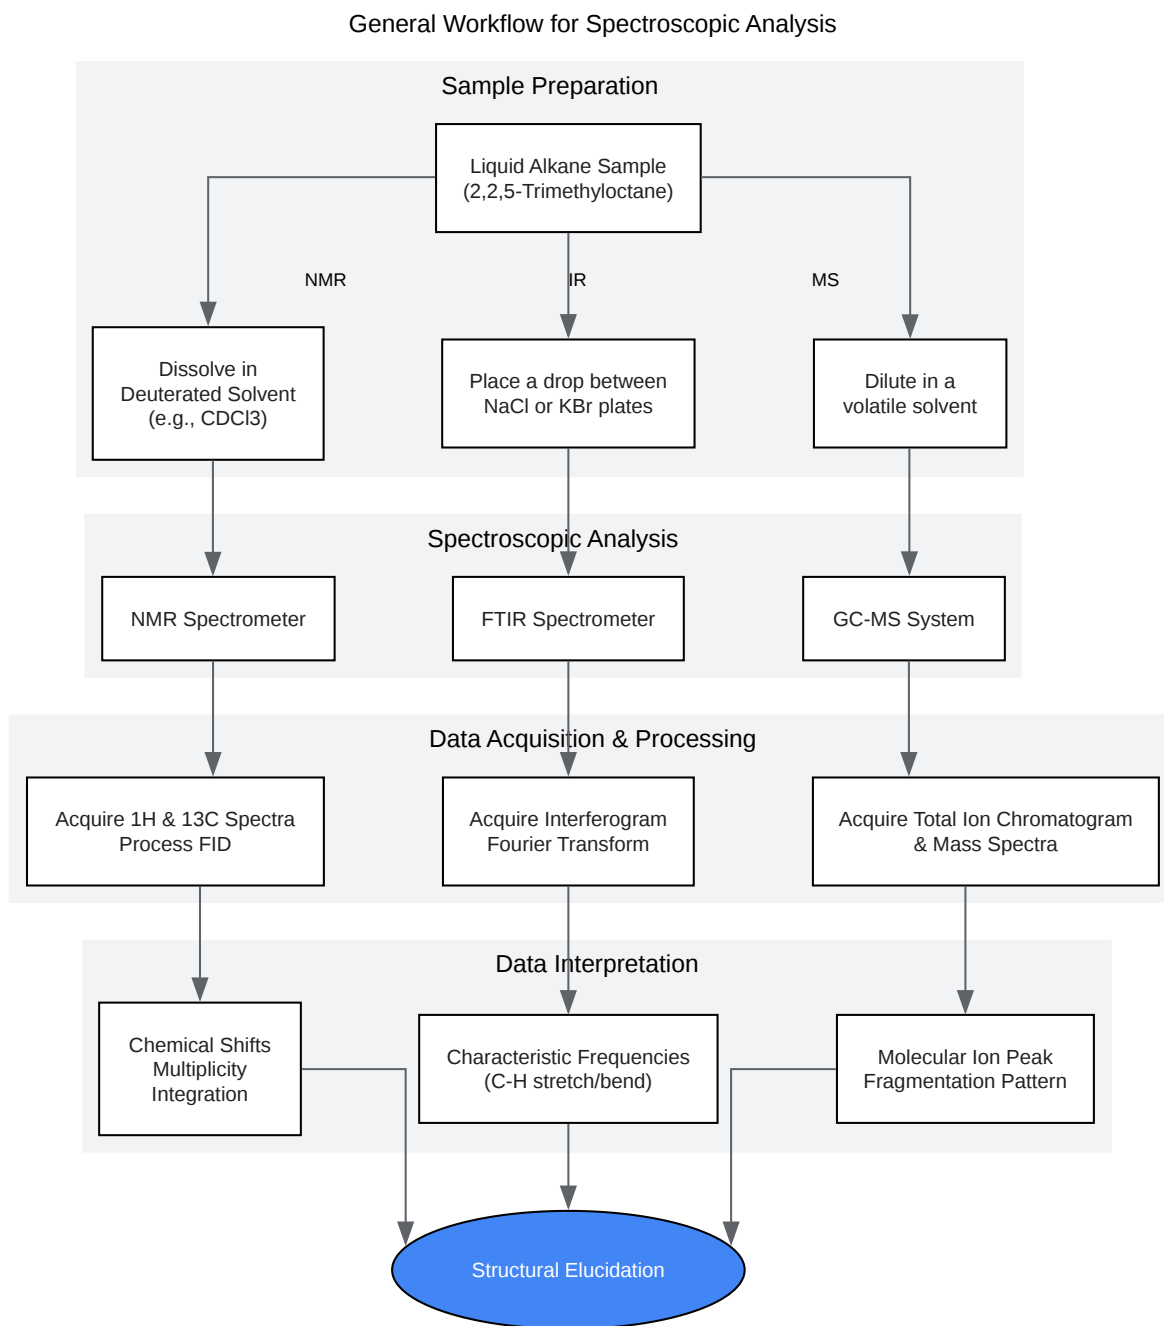 General Workflow for Spectroscopic Analysis
Sample Preparation
Liquid Alkane Sample
(2,2,5-Trimethyloctane)
NMR
IR
MS
Dissolve in
Deuterated Solvent
(e.g., CDCl3)
Place a drop between
NaCl or KBr plates
Dilute in a
volatile solvent
Spectroscopic Analysis
NMR Spectrometer
FTIR Spectrometer
GC-MS System
Data Acquisition & Processing
Acquire 1H & 13C Spectra
Process FID
Acquire Interferogram
Fourier Transform
Acquire Total Ion Chromatogram
& Mass Spectra
Data Interpretation
Chemical Shifts
Multiplicity
Integration
Characteristic Frequencies
(C-H stretch/bend)
Molecular Ion Peak
Fragmentation Pattern
Structural Elucidation